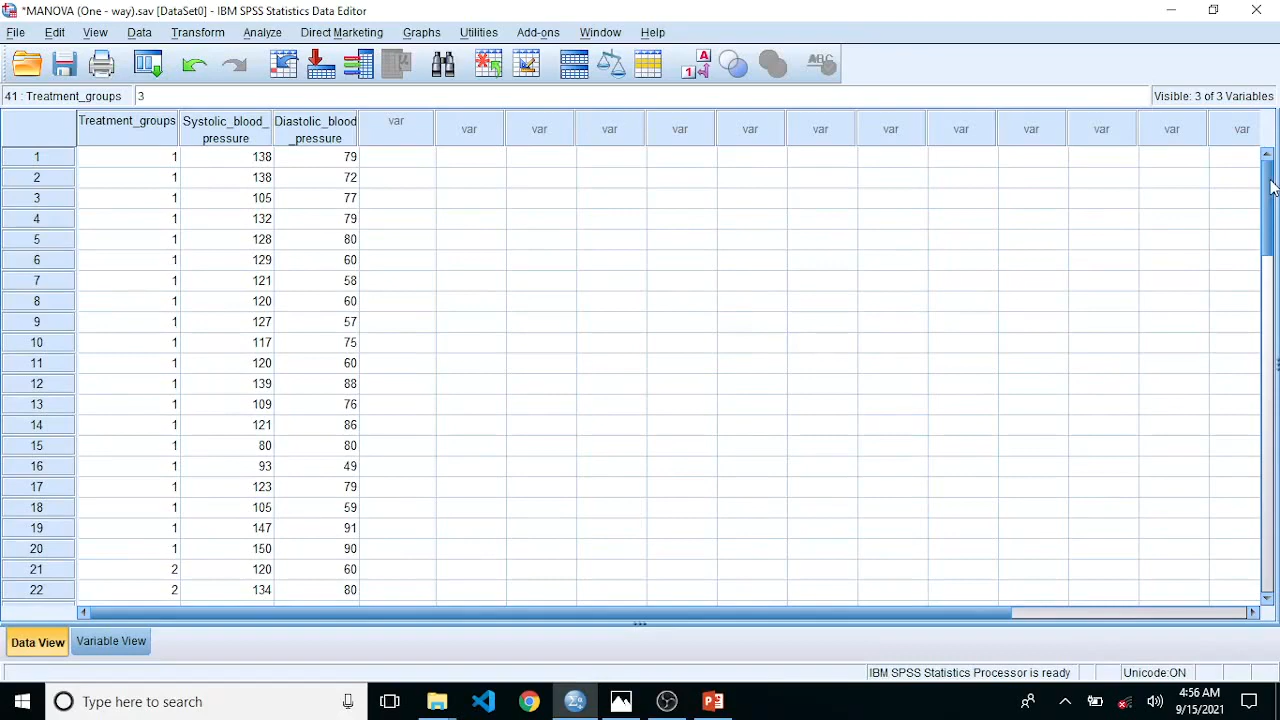 *MANOVA (One - way).sav [DataSet0] - IBM SPSS Statistics Data Editor
File Edit View Data Transform Analyze Direct Marketing Graphs Utilities Add-ons Window Help
41 : Treatment_groups 3 Visible: 3 of 3 Variables
Treatment_groups Systolic_blood_pressure Diastolic_blood_pressure var var var var var var var var var var var var var
1 1 138 79
2 1 138 72
3 1 105 77
4 1 132 79
5 1 128 80
6 1 129 60
7 1 121 58
8 1 120 60
9 1 127 57
10 1 117 75
11 1 120 60
12 1 139 88
13 1 109 76
14 1 121 86
15 1 80 80
16 1 93 49
17 1 123 79
18 1 105 59
19 1 147 91
20 1 150 90
21 2 120 60
22 2 134 80
Data View Variable View
IBM SPSS Statistics Processor is ready Unicode:ON
Type here to search
4:56 AM
9/15/2021